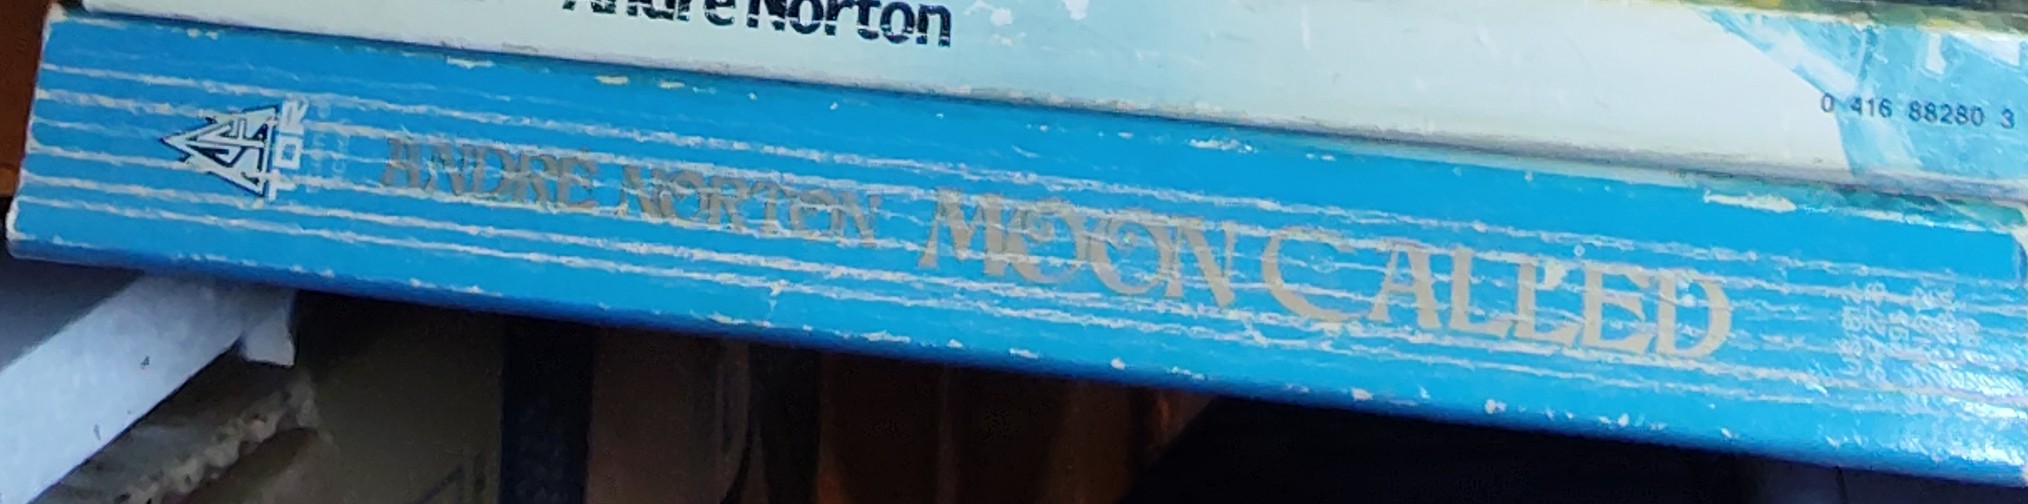 Andre Norton
0 416 88280 3
TOR
ANDRE NORTON MOON CALLED